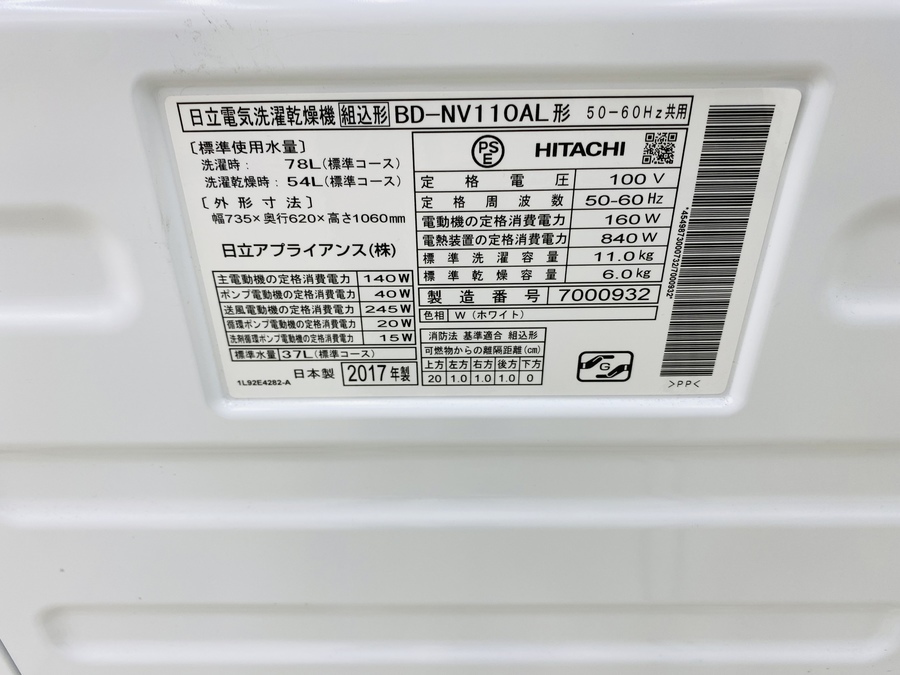 日立電気洗濯乾燥機 組込形 BD-NV110AL形 50-60Hz共用
[標準使用水量]
洗濯時: 78L(標準コース)
洗濯乾燥時: 54L(標準コース)
[外形寸法]
幅735×奥行620×高さ1060mm
日立アプライアンス(株)
主電動機の定格消費電力 140W
ポンプ電動機の定格消費電力 40W
送風電動機の定格消費電力 245W
循環ポンプ電動機の定格消費電力 20W
洗剤循環ポンプ電動機の定格消費電力 15W
標準水量 37L(標準コース)
日本製 2017年製
1L92E4282-A
PS
E
HITACHI
定格電圧 100V
定格周波数 50-60Hz
電動機の定格消費電力 160W
電熱装置の定格消費電力 840W
標準洗濯容量 11.0kg
標準乾燥容量 6.0kg
製造番号 7000932
色相 W(ホワイト)
消防法 基準適合 組込形
可燃物からの離隔距離(cm)
上方 左方 右方 後方 下方
20 1.0 1.0 1.0 0
G
*4549873000732/7000932*
>PP<